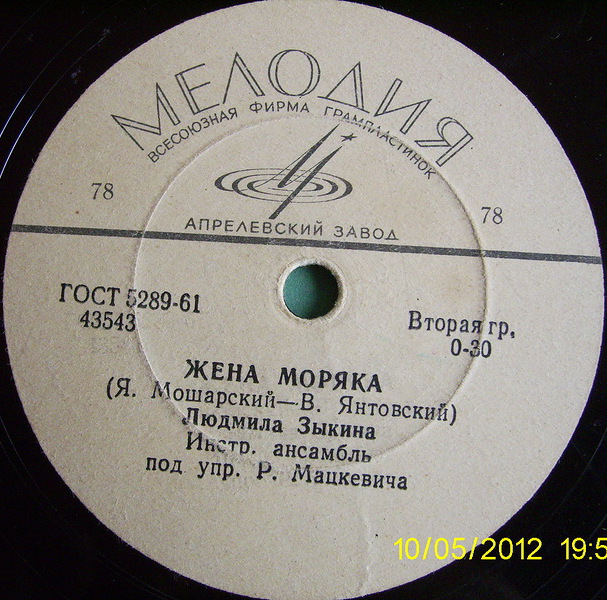 МЕЛОДИЯ
ВСЕСОЮЗНАЯ ФИРМА ГРАМПЛАСТИНОК
78
78
АПРЕЛЕВСКИЙ ЗАВОД
ГОСТ 5289-61
43543
Вторая гр.
0-30
ЖЕНА МОРЯКА
(Я. Мошарский—В. Янтовский)
Людмила Зыкина
Инстр. ансамбль
под упр. Р. Мацкевича
10/05/2012 19:5